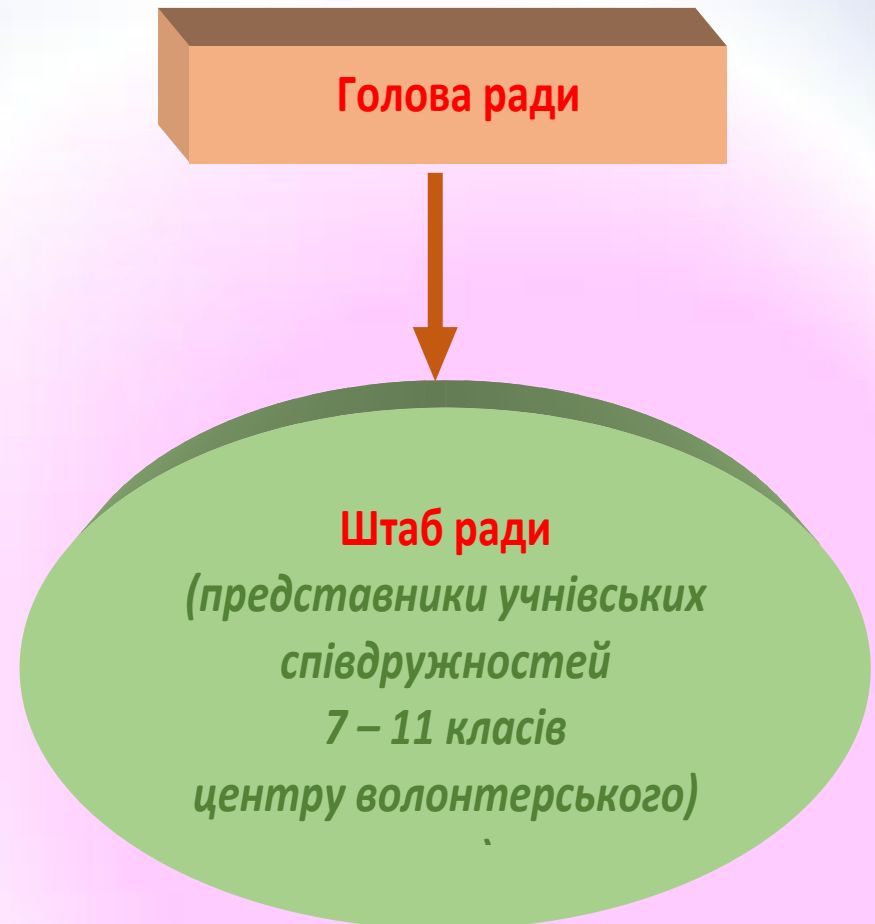 Голова ради
Штаб ради
(представники учнівських
співдружностей
7 – 11 класів
центру волонтерського)